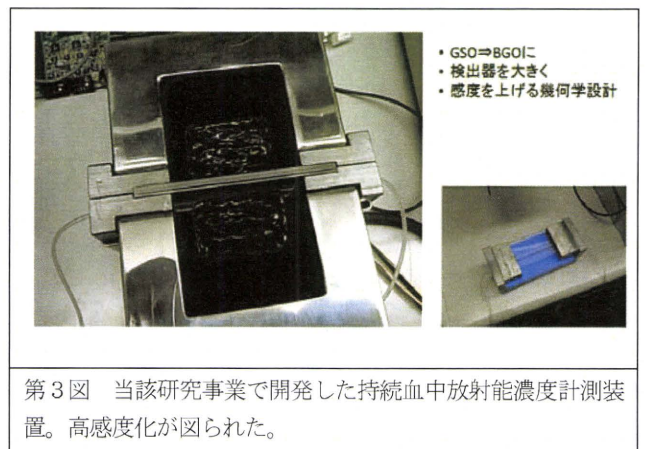 • GSO⇒BGOに
• 検出器を大きく
• 感度を上げる幾何学設計
第3図　当該研究事業で開発した持続血中放射能濃度計測装
置。高感度化が図られた。